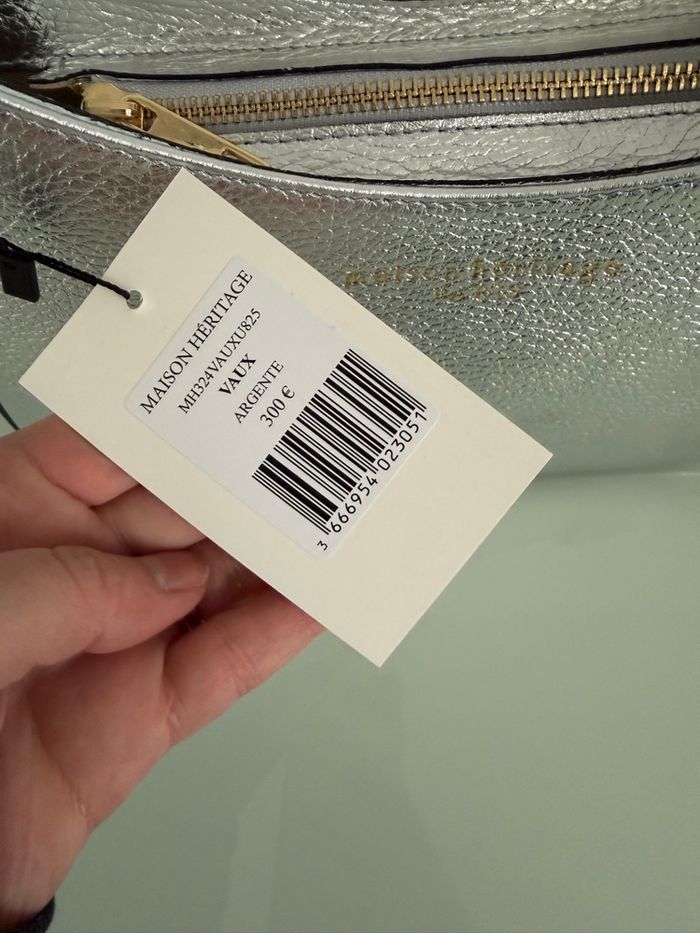 maison héritage
PARIS
MAISON HÉRITAGE
MH324VAUXU825
VAUX
ARGENTE
300 €
3 666954 023051